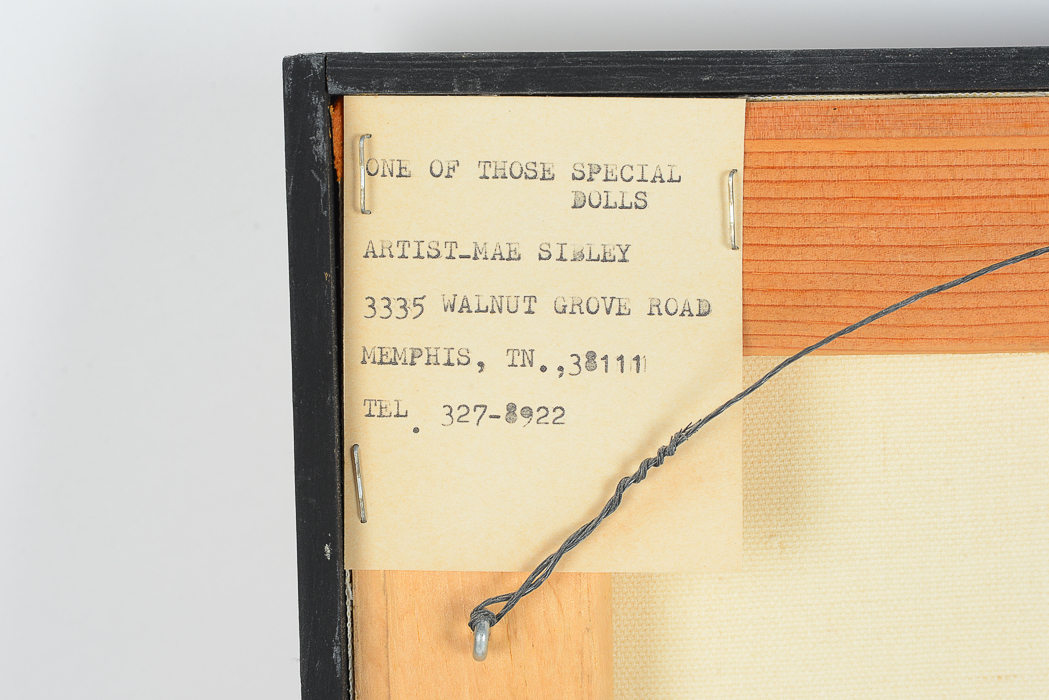 ONE OF THOSE SPECIAL
DOLLS
ARTIST-MAE SIBLEY
3335 WALNUT GROVE ROAD
MEMPHIS, TN.,38111
TEL. 327-8922